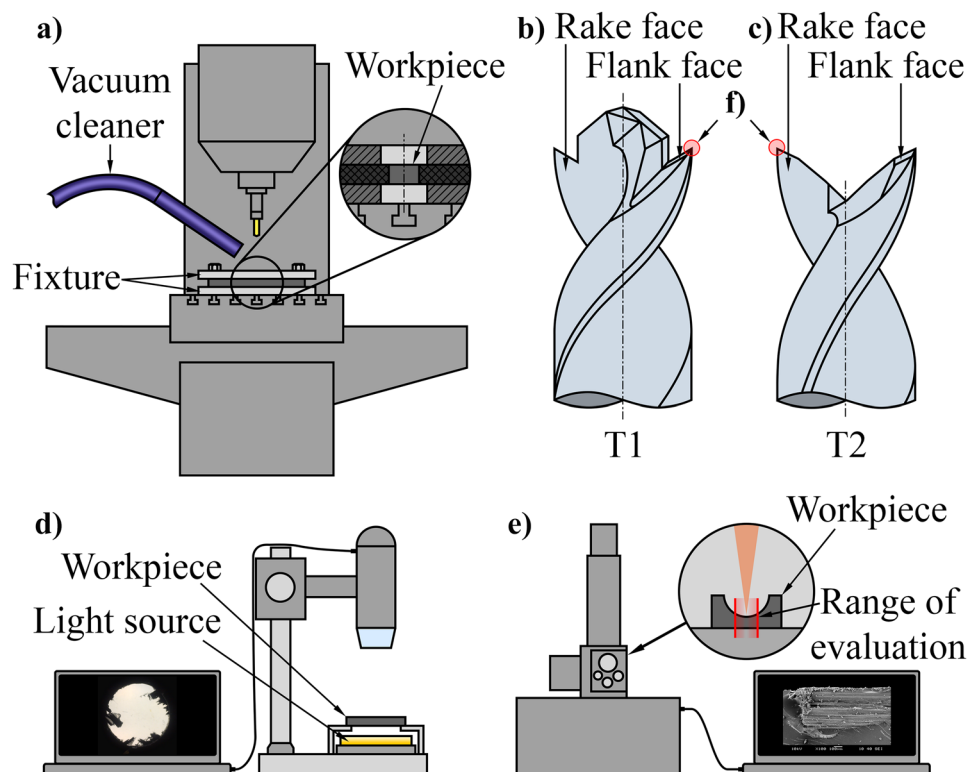 a)
Vacuum
cleaner
Workpiece
Fixture
b)
Rake face
Flank face
T1
c)
Rake face
Flank face
T2
f)
d)
Workpiece
Light source
e)
Workpiece
Range of
evaluation